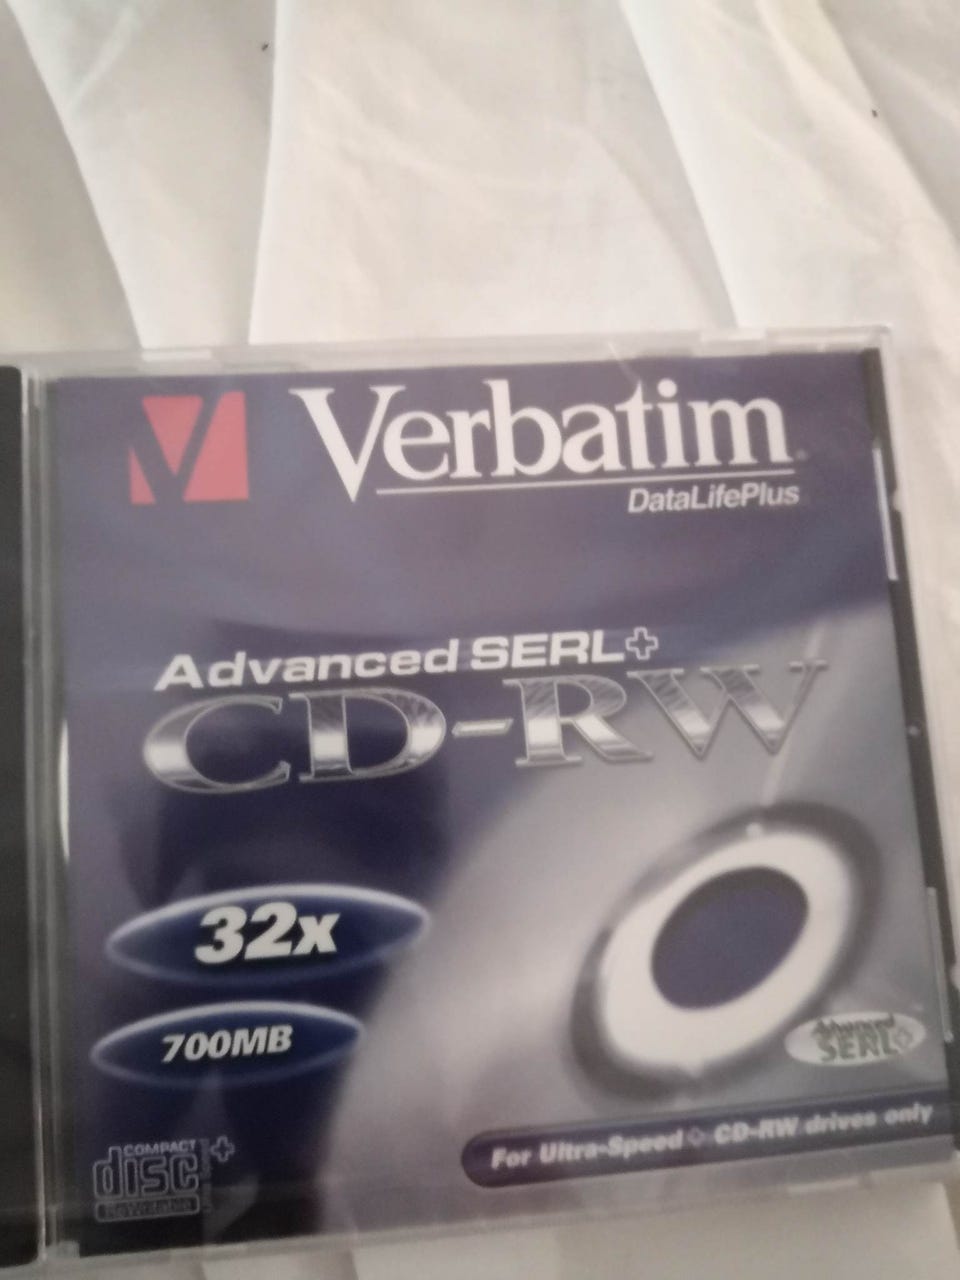 Verbatim
DataLifePlus
Advanced SERL+
CD-RW
32x
700MB
Advanced
SERL+
For Ultra-Speed + CD-RW drives only
COMPACT
disc
ReWritable